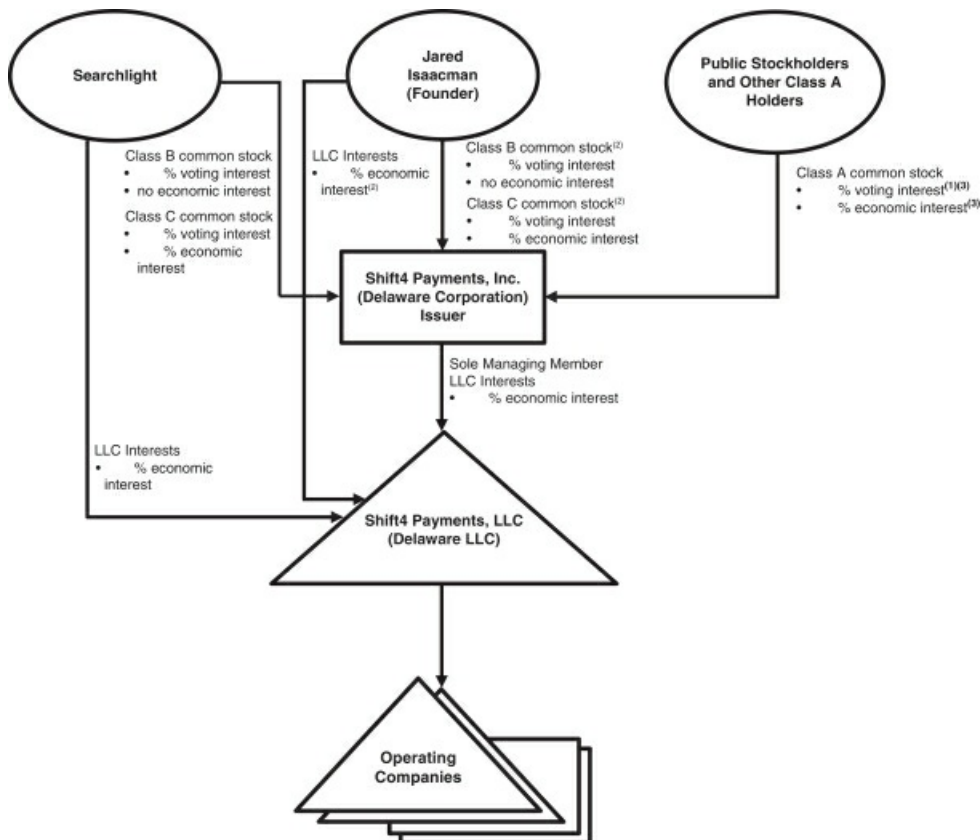 Searchlight
Jared
Isaacman
(Founder)
Public Stockholders
and Other Class A
Holders
Class B common stock
• % voting interest
• no economic interest
Class C common stock
• % voting interest
• % economic
interest
LLC Interests
• % economic
interest(2)
Class B common stock(2)
• % voting interest
• no economic interest
Class C common stock(2)
• % voting interest
• % economic interest
Class A common stock
• % voting interest(1)(3)
• % economic interest(3)
Shift4 Payments, Inc.
(Delaware Corporation)
Issuer
Sole Managing Member
LLC Interests
• % economic interest
LLC Interests
• % economic
interest
Shift4 Payments, LLC
(Delaware LLC)
Operating
Companies